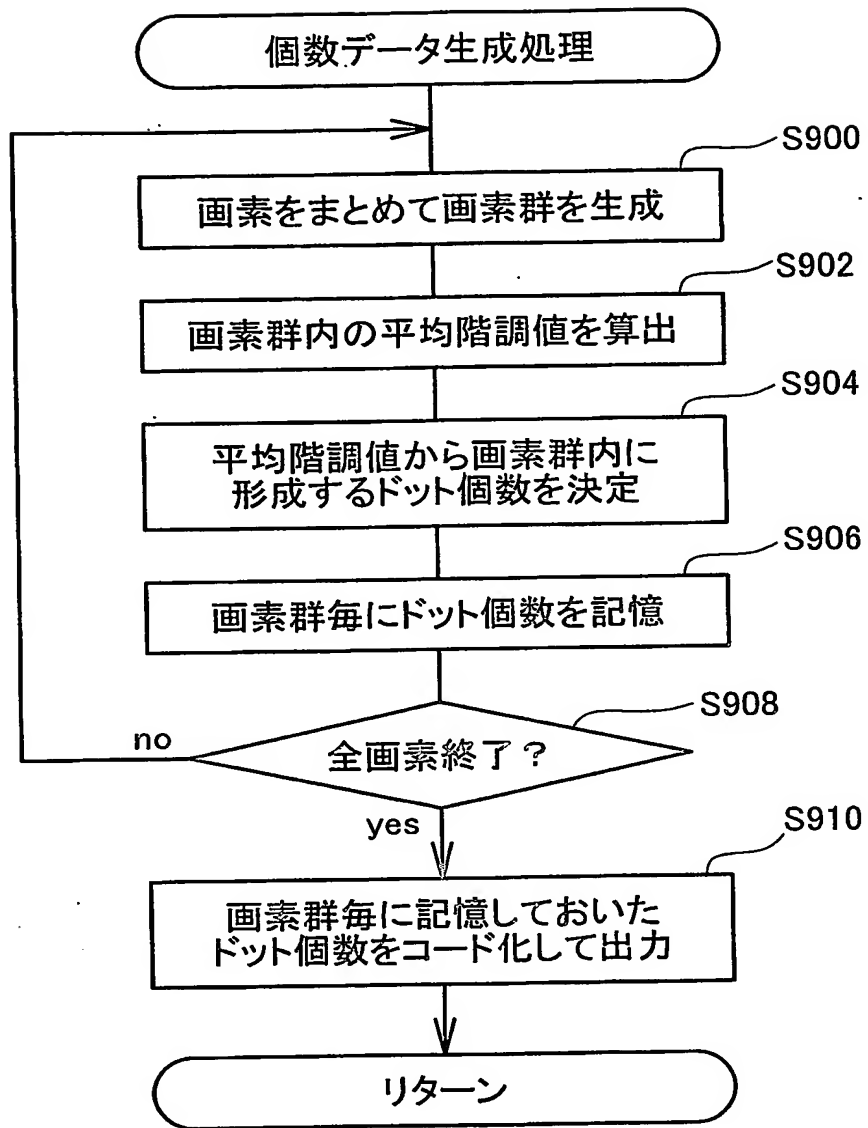 個数データ生成処理
S900
画素をまとめて画素群を生成
S902
画素群内の平均階調値を算出
S904
平均階調値から画素群内に
形成するドット個数を決定
S906
画素群毎にドット個数を記憶
S908
no
全画素終了?
yes
S910
画素群毎に記憶しておいた
ドット個数をコード化して出力
リターン